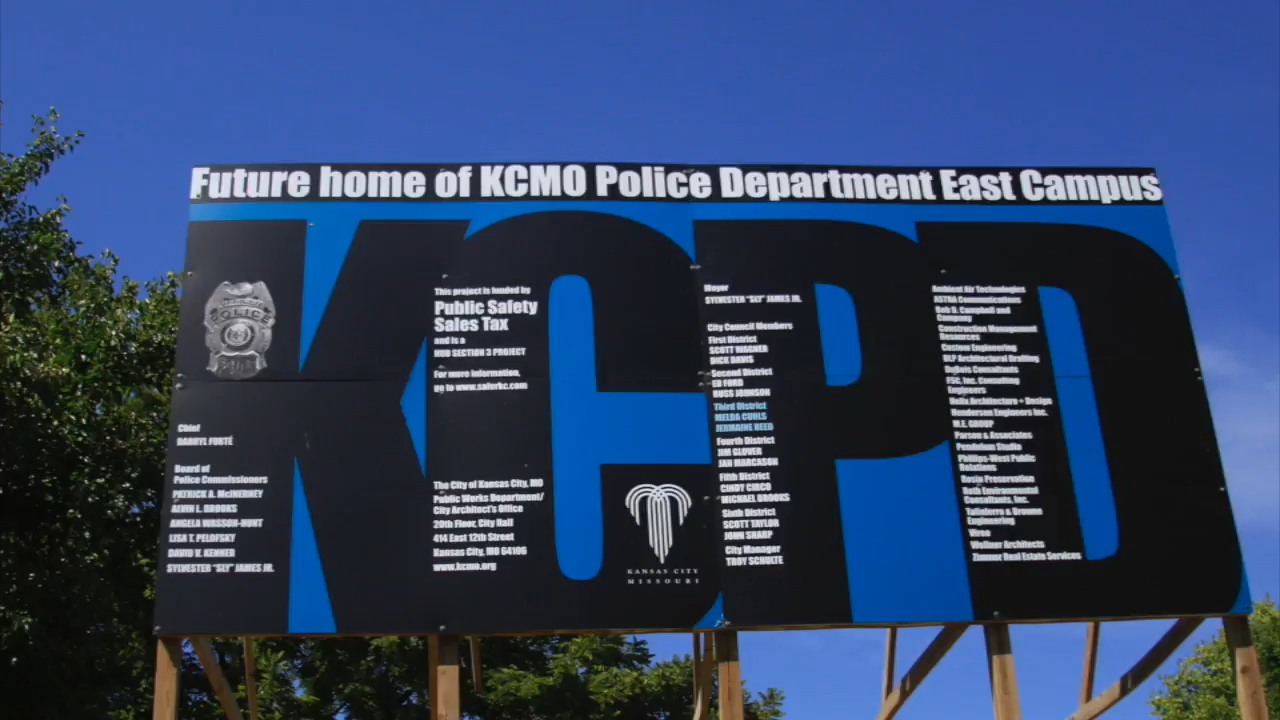 Future home of KCMO Police Department East Campus
KCPD
POLICE
Chief
DARRYL FORTÉ
Board of
Police Commissioners
PATRICK A. McINERNEY
ALVIN L. BROOKS
ANGELA WASSON-HUNT
LISA T. PELOFSKY
DAVID V. KENNER
SYLVESTER "SLY" JAMES JR.
This project is funded by
Public Safety
Sales Tax
and is a
HUD SECTION 3 PROJECT
For more information,
go to www.saferkc.com
The City of Kansas City, MO
Public Works Department/
City Architect's Office
20th Floor, City Hall
414 East 12th Street
Kansas City, MO 64106
www.kcmo.org
KANSAS CITY
MISSOURI
Mayor
SYLVESTER "SLY" JAMES JR.
City Council Members
First District
SCOTT WAGNER
DICK DAVIS
Second District
ED FORD
RUSS JOHNSON
Third District
MELBA CURLS
JERMAINE REED
Fourth District
JIM GLOVER
JAN MARCASON
Fifth District
CINDY CIRCO
MICHAEL BROOKS
Sixth District
SCOTT TAYLOR
JOHN SHARP
City Manager
TROY SCHULTE
Ambient Air Technologies
ASTRA Communications
Bob D. Campbell and
Company
Construction Management
Resources
Custom Engineering
DLP Architectural Drafting
DuBois Consultants
FSC, Inc. Consulting
Engineers
Helix Architecture + Design
Henderson Engineers Inc.
M.E. GROUP
Parson & Associates
Pendulum Studio
Phillips-West Public
Relations
Rosin Preservation
Environmental
Consultants, Inc.
Taliaferro & Browne
Engineering
Vireo
Wellner Architects
Zimmer Real Estate Services